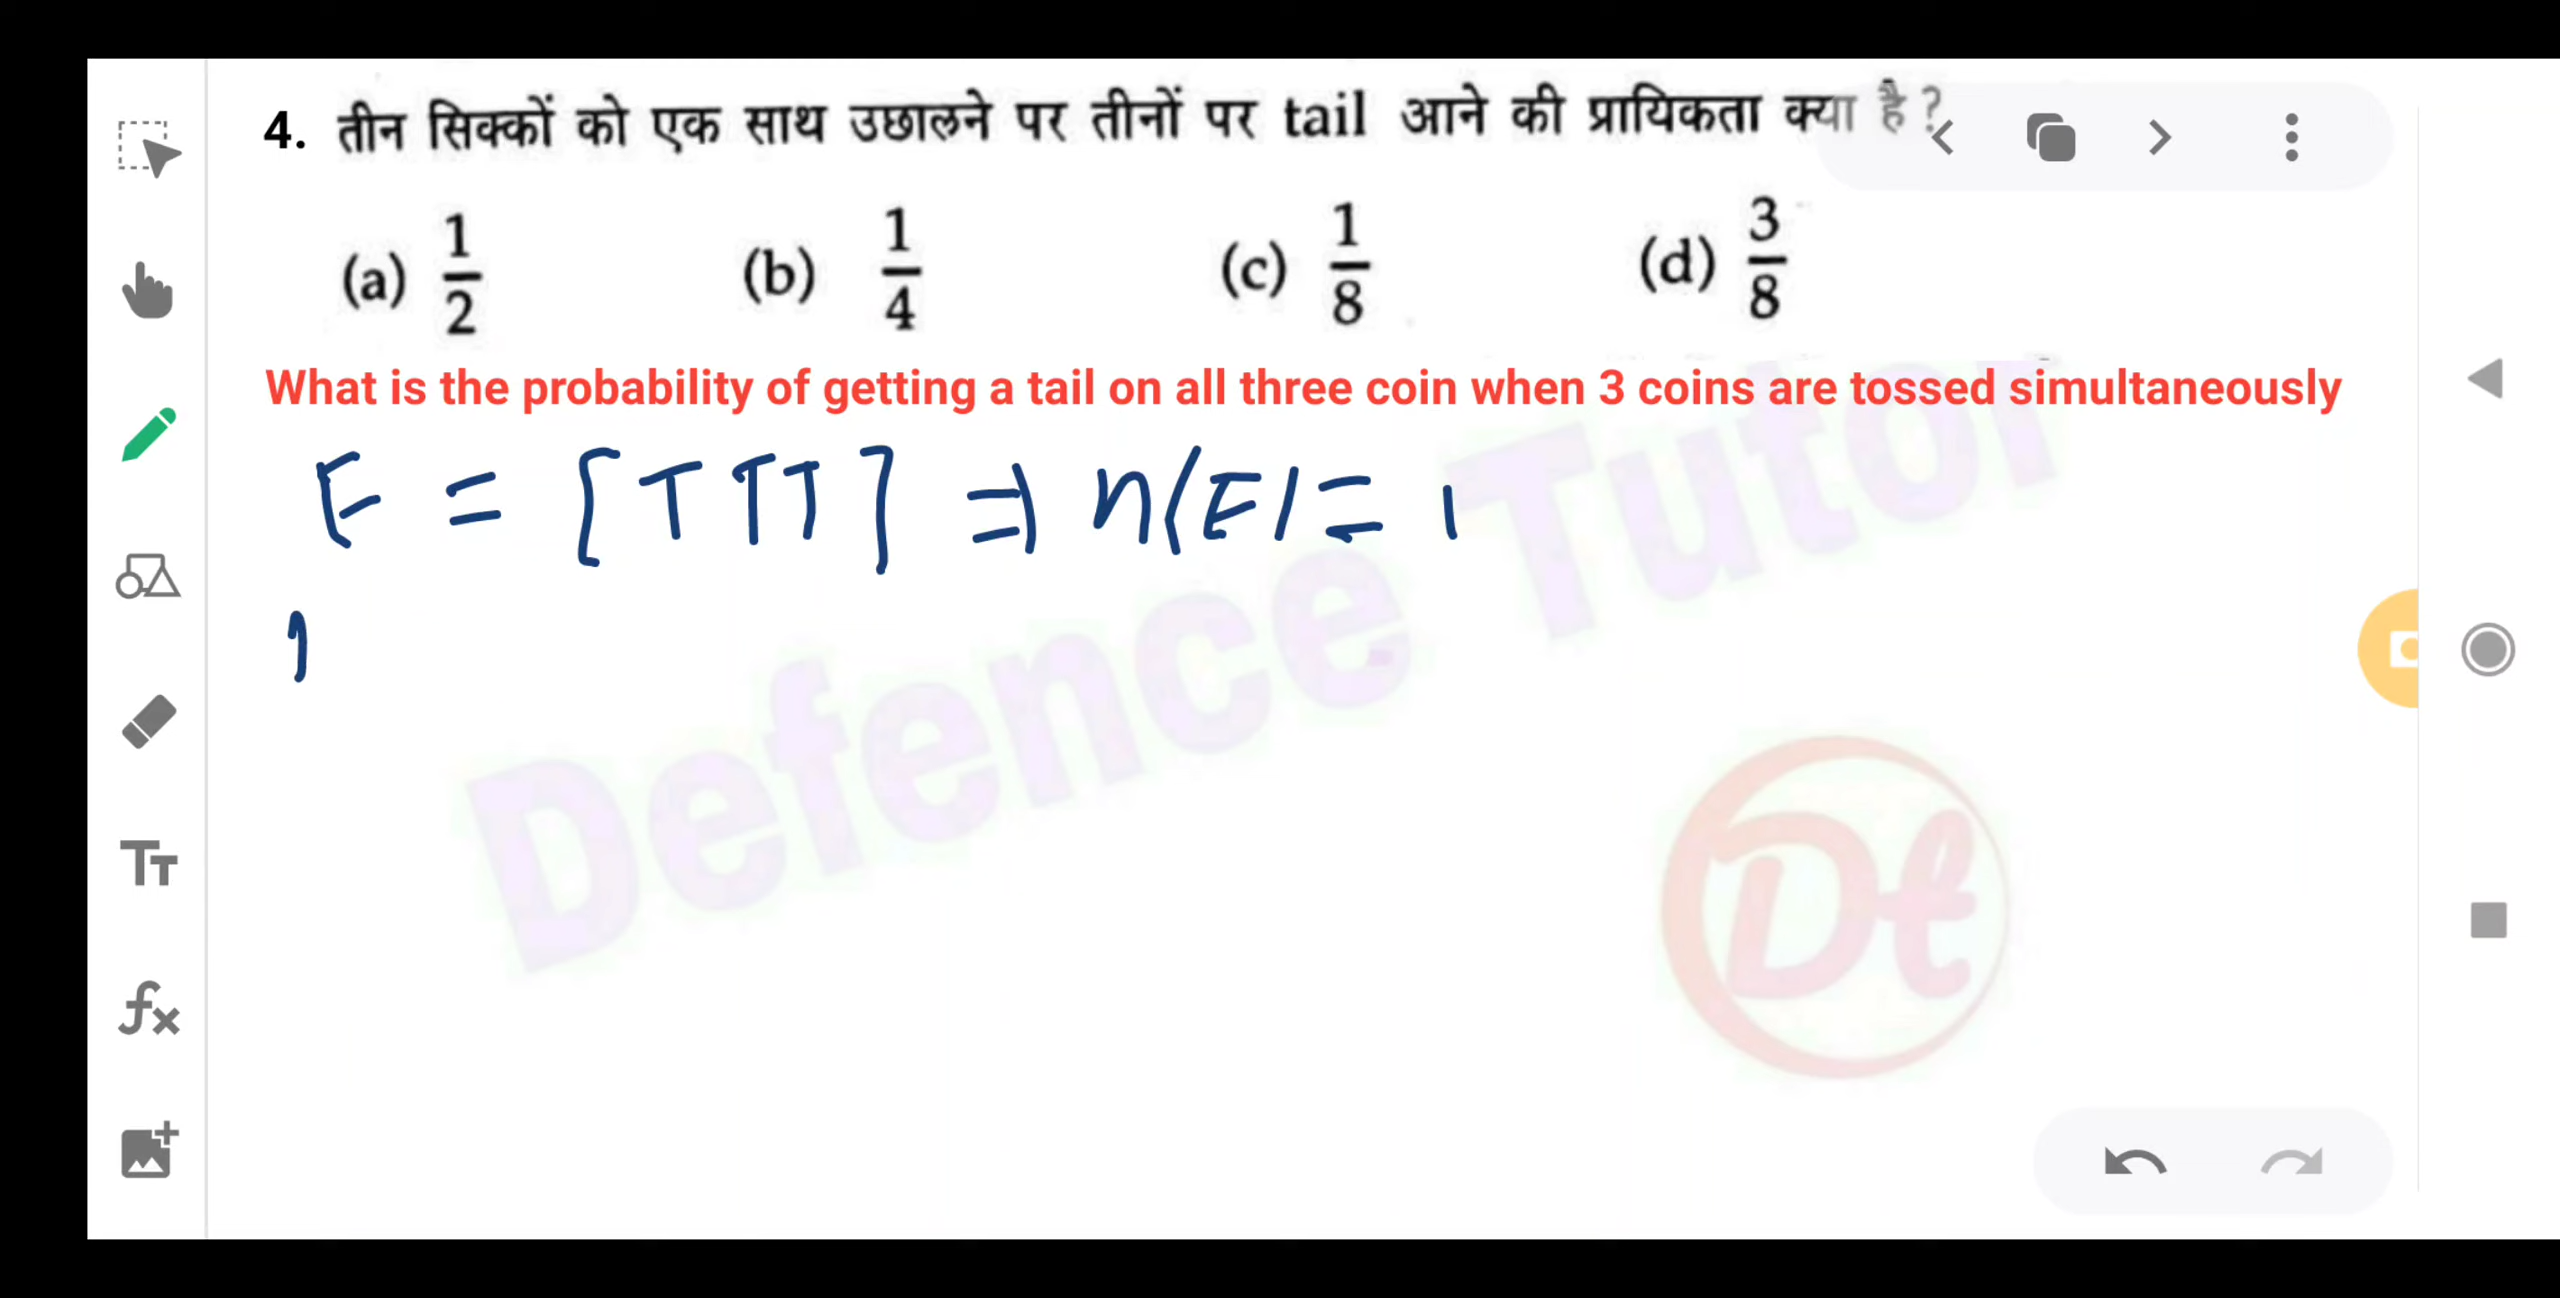 4. तीन सिक्कों को एक साथ उछालने पर तीनों पर tail आने की प्रायिकता क्या है ?
(a) 1/2 (b) 1/4 (c) 1/8 (d) 3/8
What is the probability of getting a tail on all three coin when 3 coins are tossed simultaneously
E = [TTT] ⇒ n(E) = 1
Defence Tutor
Dt
Tт
fx